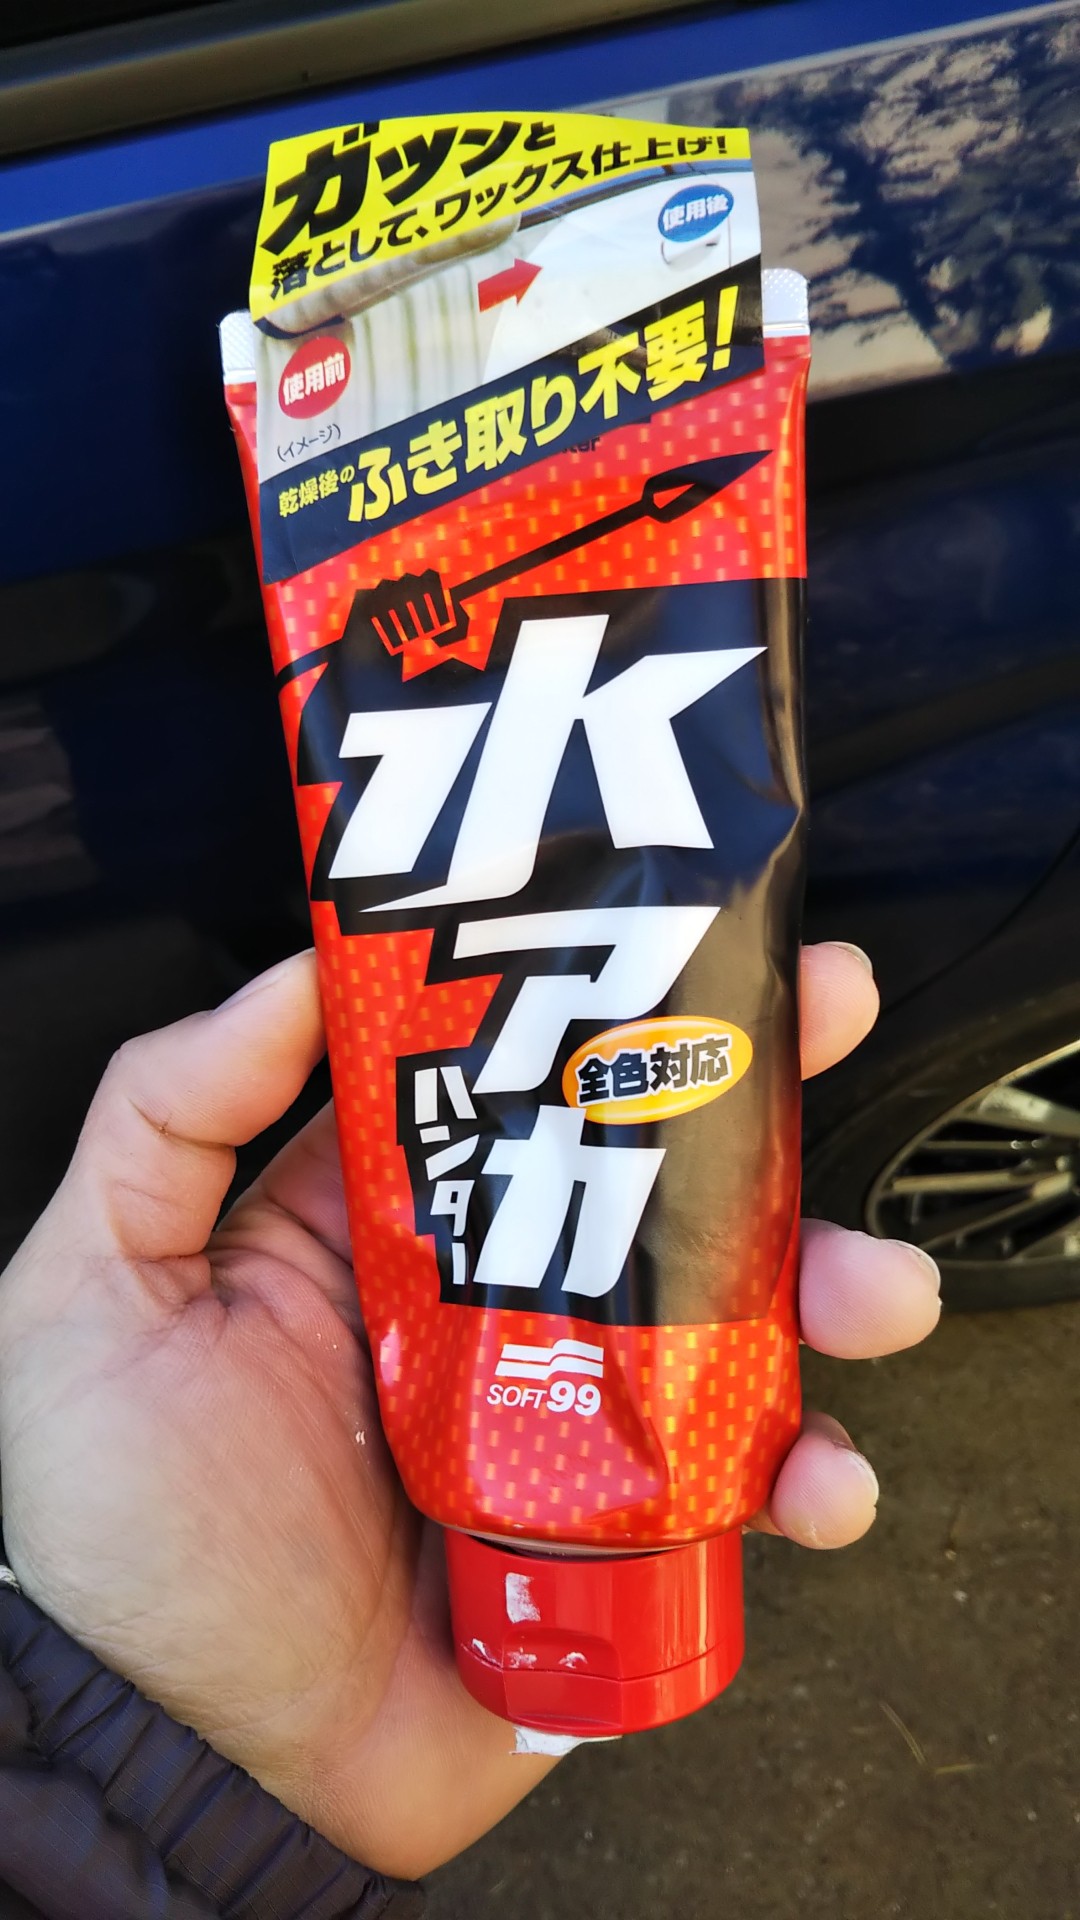 ガツンと
落として、ワックス仕上げ!
使用後
使用前
(イメージ)
乾燥後のふき取り不要!
水アカ
ハンター
全色対応
SOFT99